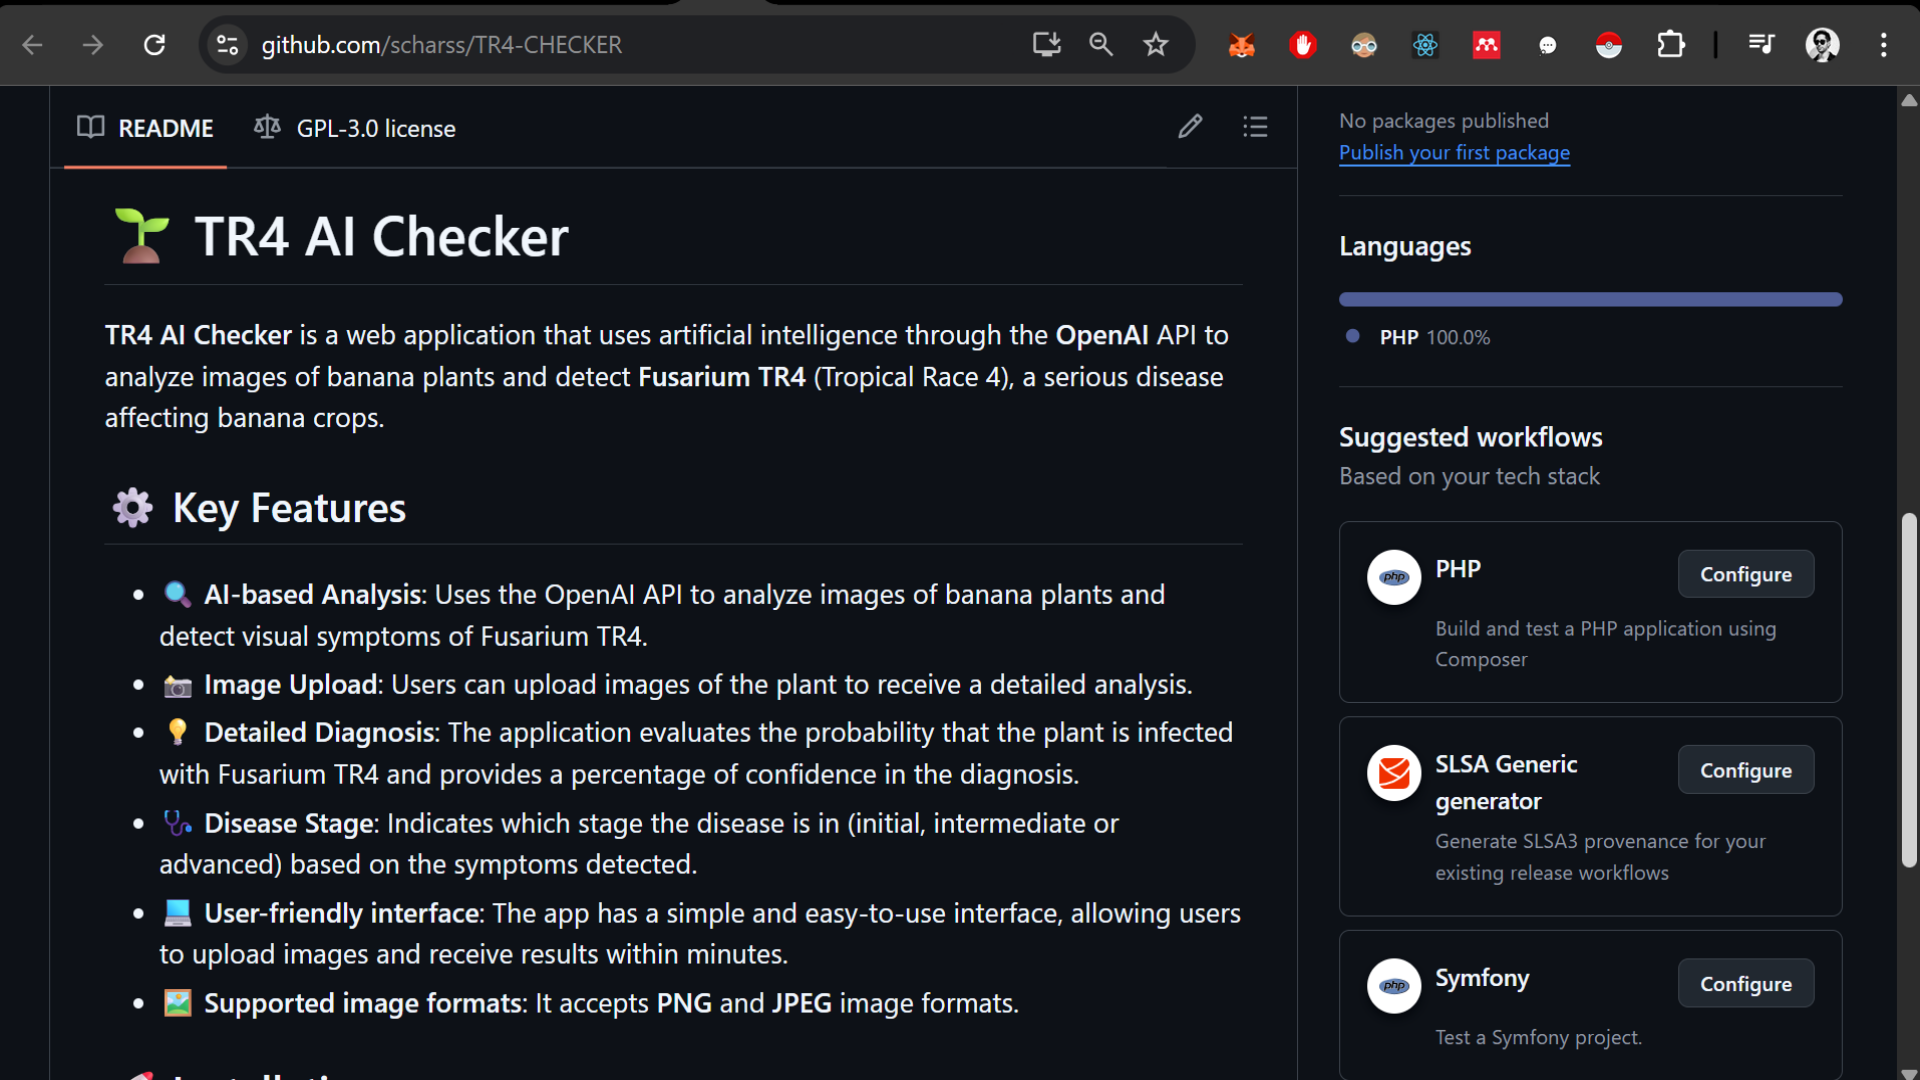 github.com/scharss/TR4-CHECKER
README
GPL-3.0 license
TR4 AI Checker
TR4 AI Checker is a web application that uses artificial intelligence through the OpenAI API to
analyze images of banana plants and detect Fusarium TR4 (Tropical Race 4), a serious disease
affecting banana crops.
Key Features
AI-based Analysis: Uses the OpenAI API to analyze images of banana plants and
detect visual symptoms of Fusarium TR4.
Image Upload: Users can upload images of the plant to receive a detailed analysis.
Detailed Diagnosis: The application evaluates the probability that the plant is infected
with Fusarium TR4 and provides a percentage of confidence in the diagnosis.
Disease Stage: Indicates which stage the disease is in (initial, intermediate or
advanced) based on the symptoms detected.
User-friendly interface: The app has a simple and easy-to-use interface, allowing users
to upload images and receive results within minutes.
Supported image formats: It accepts PNG and JPEG image formats.
No packages published
Publish your first package
Languages
PHP 100.0%
Suggested workflows
Based on your tech stack
php
PHP
Configure
Build and test a PHP application using
Composer
SLSA Generic
generator
Configure
Generate SLSA3 provenance for your
existing release workflows
php
Symfony
Configure
Test a Symfony project.